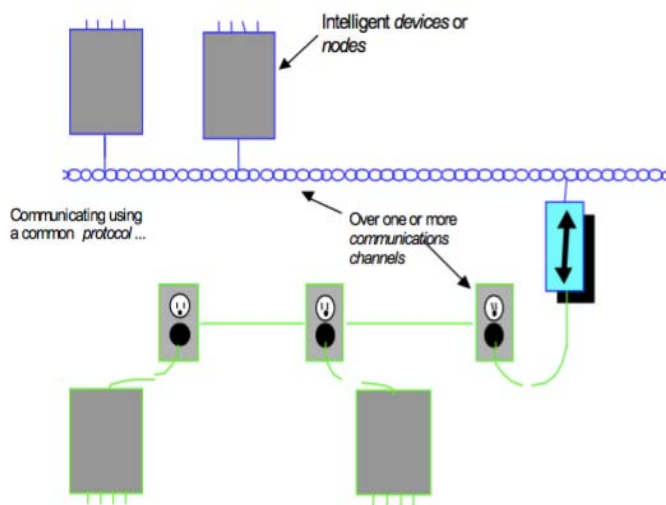 Intelligent devices or
nodes
Communicating using
a common protocol ...
Over one or more
communications
channels